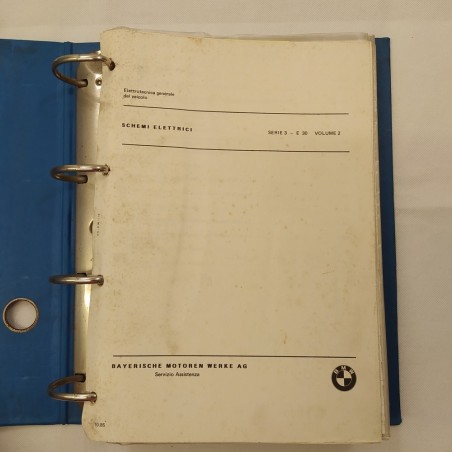 Elettrotecnica generale
del veicolo
SCHEMI ELETTRICI SERIE 3 – E 30 VOLUME 2
BAYERISCHE MOTOREN WERKE AG
Servizio Assistenza
BMW
10.85